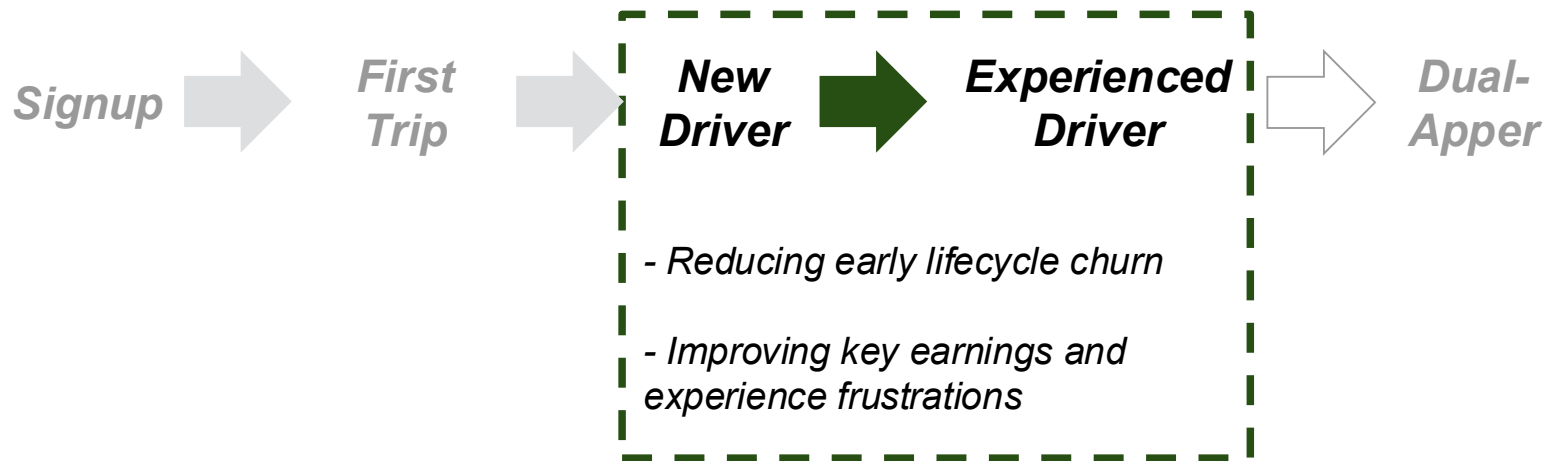 Signup
First
Trip
New
Driver
Experienced
Driver
Dual-
Apper
- Reducing early lifecycle churn
- Improving key earnings and
experience frustrations